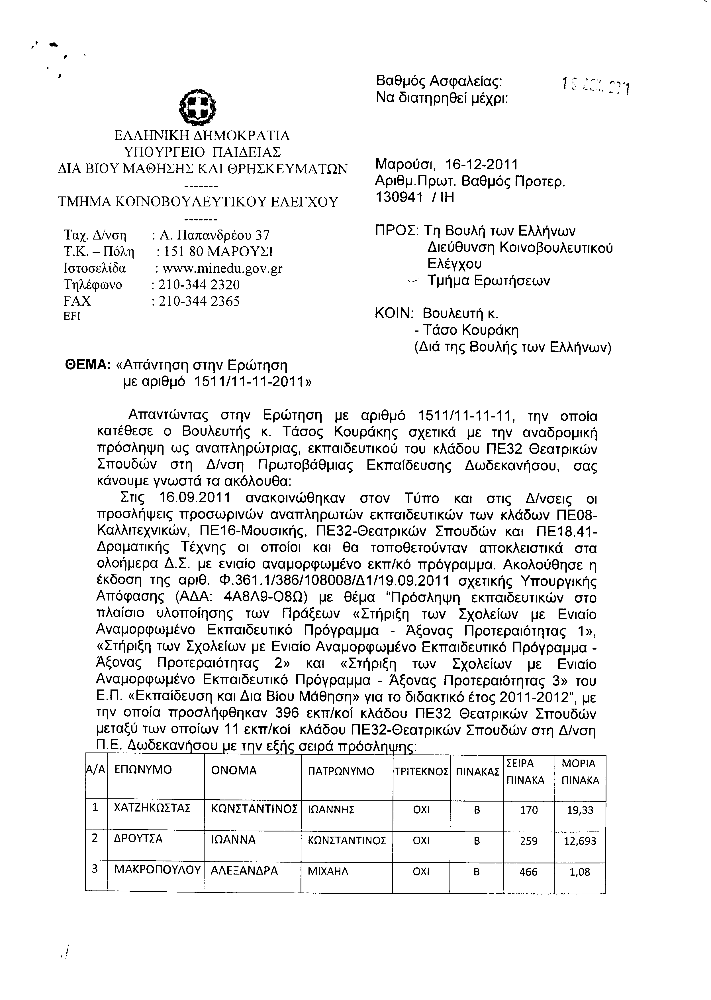 Βαθμός Ασφαλείας:
Να διατηρηθεί μέχρι:
ΕΛΛΗΝΙΚΗ ΔΗΜΟΚΡΑΤΙΑ
ΥΠΟΥΡΓΕΙΟ ΠΑΙΔΕΙΑΣ
ΔΙΑ ΒΙΟΥ ΜΑΘΗΣΗΣ ΚΑΙ ΘΡΗΣΚΕΥΜΑΤΩΝ
-------
ΤΜΗΜΑ ΚΟΙΝΟΒΟΥΛΕΥΤΙΚΟΥ ΕΛΕΓΧΟΥ
-------
Ταχ. Δ/νση : Α. Παπανδρέου 37
Τ.Κ. – Πόλη : 151 80 ΜΑΡΟΥΣΙ
Ιστοσελίδα : www.minedu.gov.gr
Τηλέφωνο : 210-344 2320
FAX : 210-344 2365
EFI
Μαρούσι, 16-12-2011
Αριθμ.Πρωτ. Βαθμός Προτερ.
130941 / ΙΗ
ΠΡΟΣ: Τη Βουλή των Ελλήνων
Διεύθυνση Κοινοβουλευτικού
Ελέγχου
Τμήμα Ερωτήσεων
ΚΟΙΝ: Βουλευτή κ.
- Τάσο Κουράκη
(Διά της Βουλής των Ελλήνων)
ΘΕΜΑ: «Απάντηση στην Ερώτηση
με αριθμό 1511/11-11-2011»
Απαντώντας στην Ερώτηση με αριθμό 1511/11-11-11, την οποία
κατέθεσε ο Βουλευτής κ. Τάσος Κουράκης σχετικά με την αναδρομική
πρόσληψη ως αναπληρώτριας, εκπαιδευτικού του κλάδου ΠΕ32 Θεατρικών
Σπουδών στη Δ/νση Πρωτοβάθμιας Εκπαίδευσης Δωδεκανήσου, σας
κάνουμε γνωστά τα ακόλουθα:
Στις 16.09.2011 ανακοινώθηκαν στον Τύπο και στις Δ/νσεις οι
προσλήψεις προσωρινών αναπληρωτών εκπαιδευτικών των κλάδων ΠΕ08-
Καλλιτεχνικών, ΠΕ16-Μουσικής, ΠΕ32-Θεατρικών Σπουδών και ΠΕ18.41-
Δραματικής Τέχνης οι οποίοι και θα τοποθετούνταν αποκλειστικά στα
ολοήμερα Δ.Σ. με ενιαίο αναμορφωμένο εκπ/κό πρόγραμμα. Ακολούθησε η
έκδοση της αριθ. Φ.361.1/386/108008/Δ1/19.09.2011 σχετικής Υπουργικής
Απόφασης (ΑΔΑ: 4Α8Λ9-Ο8Ω) με θέμα "Πρόσληψη εκπαιδευτικών στο
πλαίσιο υλοποίησης των Πράξεων «Στήριξη των Σχολείων με Ενιαίο
Αναμορφωμένο Εκπαιδευτικό Πρόγραμμα - Άξονας Προτεραιότητας 1»,
«Στήριξη των Σχολείων με Ενιαίο Αναμορφωμένο Εκπαιδευτικό Πρόγραμμα -
Άξονας Προτεραιότητας 2» και «Στήριξη των Σχολείων με Ενιαίο
Αναμορφωμένο Εκπαιδευτικό Πρόγραμμα - Άξονας Προτεραιότητας 3» του
Ε.Π. «Εκπαίδευση και Δια Βίου Μάθηση» για το διδακτικό έτος 2011-2012", με
την οποία προσλήφθηκαν 396 εκπ/κοί κλάδου ΠΕ32 Θεατρικών Σπουδών
μεταξύ των οποίων 11 εκπ/κοί κλάδου ΠΕ32-Θεατρικών Σπουδών στη Δ/νση
Π.Ε. Δωδεκανήσου με την εξής σειρά πρόσληψης:
Α/Α ΕΠΩΝΥΜΟ ΟΝΟΜΑ ΠΑΤΡΩΝΥΜΟ ΤΡΙΤΕΚΝΟΣ ΠΙΝΑΚΑΣ ΣΕΙΡΑ ΠΙΝΑΚΑ ΜΟΡΙΑ ΠΙΝΑΚΑ
1 ΧΑΤΖΗΚΩΣΤΑΣ ΚΩΝΣΤΑΝΤΙΝΟΣ ΙΩΑΝΝΗΣ ΟΧΙ Β 170 19,33
2 ΔΡΟΥΤΣΑ ΙΩΑΝΝΑ ΚΩΝΣΤΑΝΤΙΝΟΣ ΟΧΙ Β 259 12,693
3 ΜΑΚΡΟΠΟΥΛΟΥ ΑΛΕΞΑΝΔΡΑ ΜΙΧΑΗΛ ΟΧΙ Β 466 1,08